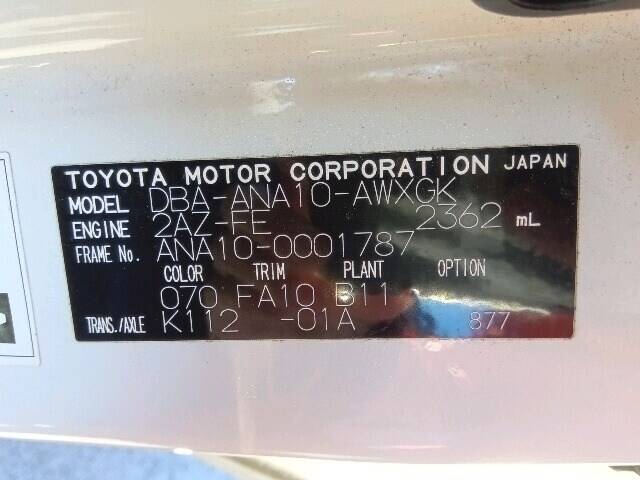 TOYOTA MOTOR CORPORATION JAPAN
MODEL DBA-ANA10-AWXGK
ENGINE 2AZ-FE 2362 mL
FRAME No. ANA10-0001787
COLOR TRIM PLANT OPTION
070 FA10 B11
TRANS./AXLE K112 -01A 877